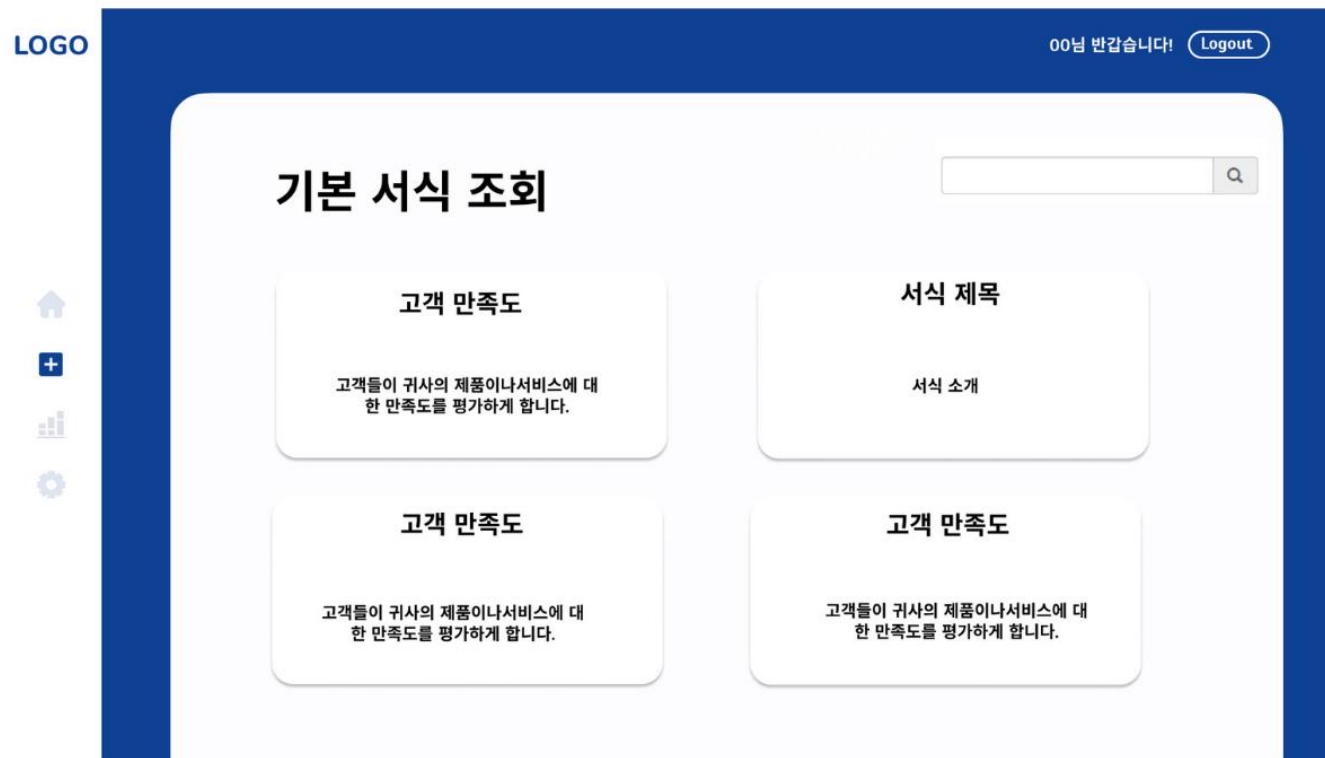 LOGO
00님 반갑습니다! Logout
기본 서식 조회
고객 만족도
고객들이 귀사의 제품이나서비스에 대
한 만족도를 평가하게 합니다.
서식 제목
서식 소개
고객 만족도
고객들이 귀사의 제품이나서비스에 대
한 만족도를 평가하게 합니다.
고객 만족도
고객들이 귀사의 제품이나서비스에 대
한 만족도를 평가하게 합니다.